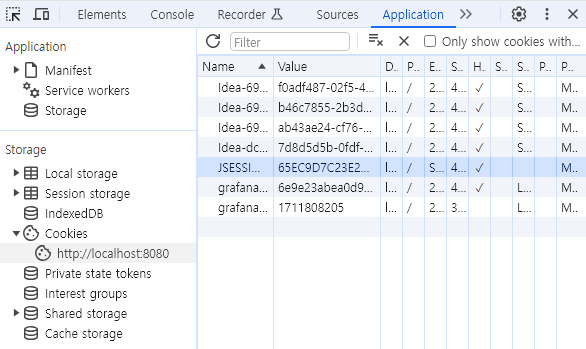 Elements Console Recorder Sources Application
Application
Manifest
Service workers
Storage
Storage
Local storage
Session storage
IndexedDB
Cookies
http://localhost:8080
Private state tokens
Interest groups
Shared storage
Cache storage
Filter Only show cookies with...
Name Value D.. P.. E.. S.. H.. S.. S.. P.. P..
Idea-69... f0adf487-02f5-4... l... / 2... 4... ✓ S... M...
Idea-69... b46c7855-2b3d... l... / 2... 4... ✓ S... M...
Idea-69... ab43ae24-cf76-... l... / 2... 4... ✓ S... M...
Idea-dc... 7d8d5d5b-0fdf-... l... / 2... 4... ✓ S... M...
JSESSI... 65EC9D7C23E2... l... / S... 4... ✓ M...
grafana... 6e9e23abea0d9... l... / 2... 4... ✓ L... M...
grafana... 1711808205 l... / 2... 3... L... M...